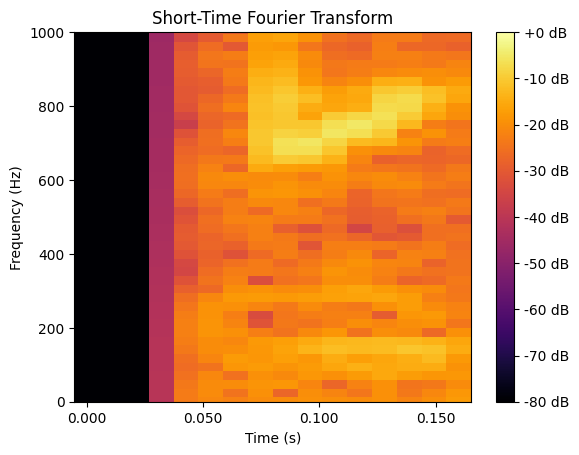 Short-Time Fourier Transform
1000
800
600
400
200
0
Frequency (Hz)
0.000
0.050
0.100
0.150
Time (s)
+0 dB
-10 dB
-20 dB
-30 dB
-40 dB
-50 dB
-60 dB
-70 dB
-80 dB